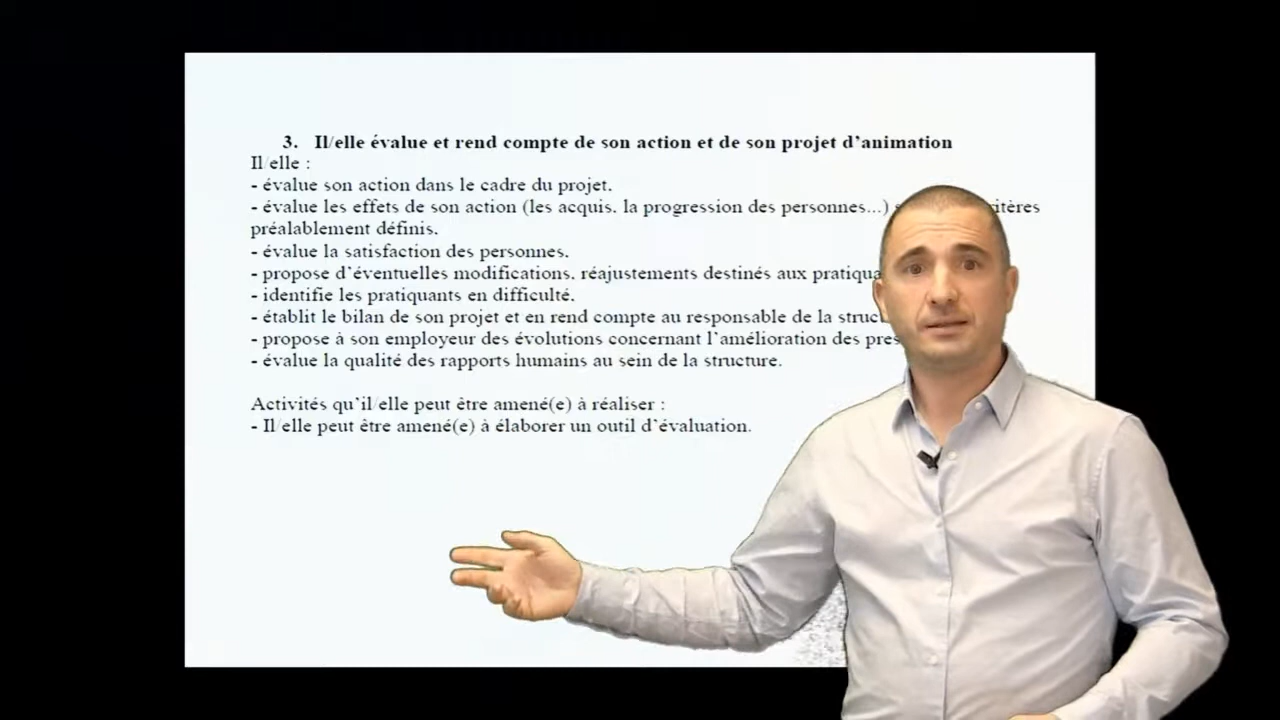 3. Il/elle évalue et rend compte de son action et de son projet d'animation
Il/elle :
- évalue son action dans le cadre du projet.
- évalue les effets de son action (les acquis, la progression des personnes...)
préalablement définis.
- évalue la satisfaction des personnes.
- propose d'éventuelles modifications, réajustements destinés aux
- identifie les pratiquants en difficulté.
- établit le bilan de son projet et en rend compte au responsable de la
- propose à son employeur des évolutions concernant l'amélioration des
- évalue la qualité des rapports humains au sein de la structure.
Activités qu'il/elle peut être amené(e) à réaliser :
- Il/elle peut être amené(e) à élaborer un outil d'évaluation.